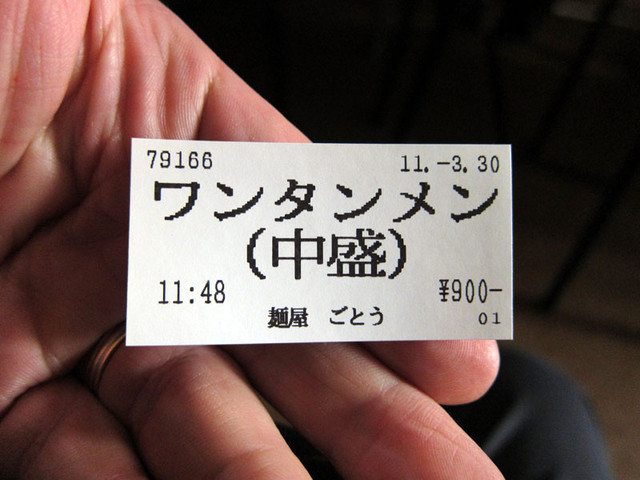 79166 11.-3.30
ワンタンメン
(中盛)
11:48 ¥900-
麺屋 ごとう 01